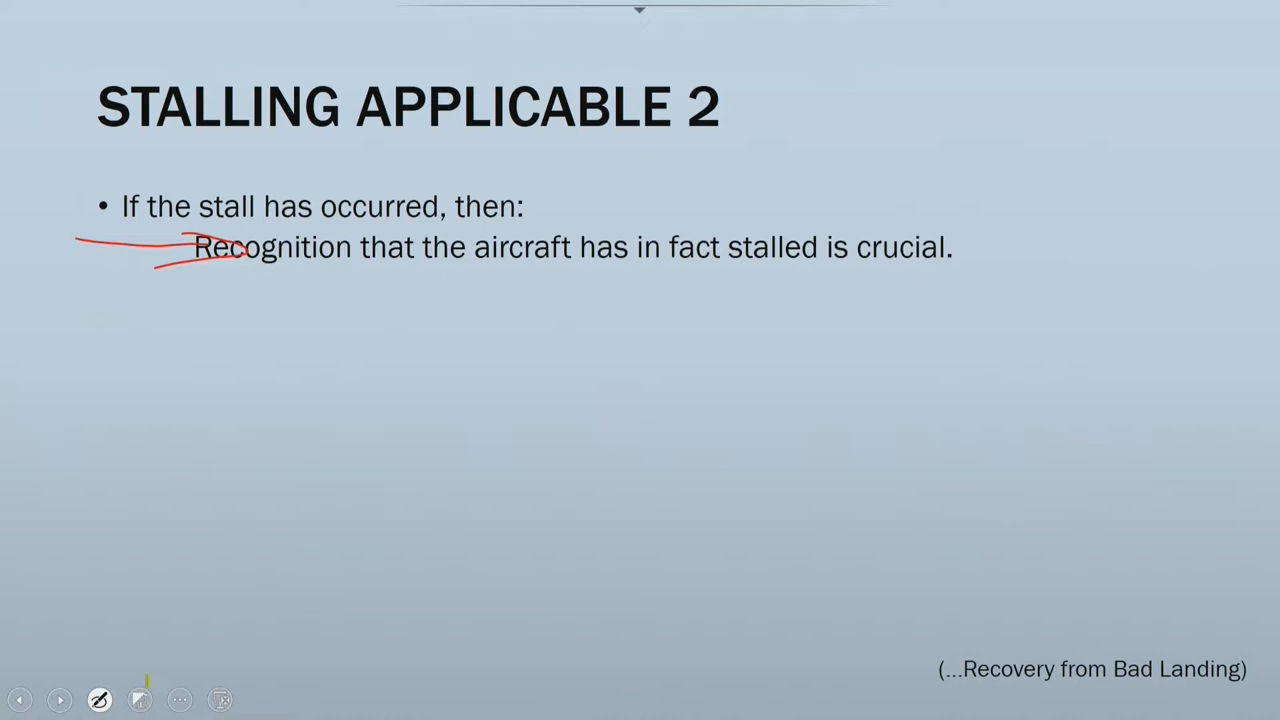 STALLING APPLICABLE 2
• If the stall has occurred, then:
Recognition that the aircraft has in fact stalled is crucial.
(...Recovery from Bad Landing)